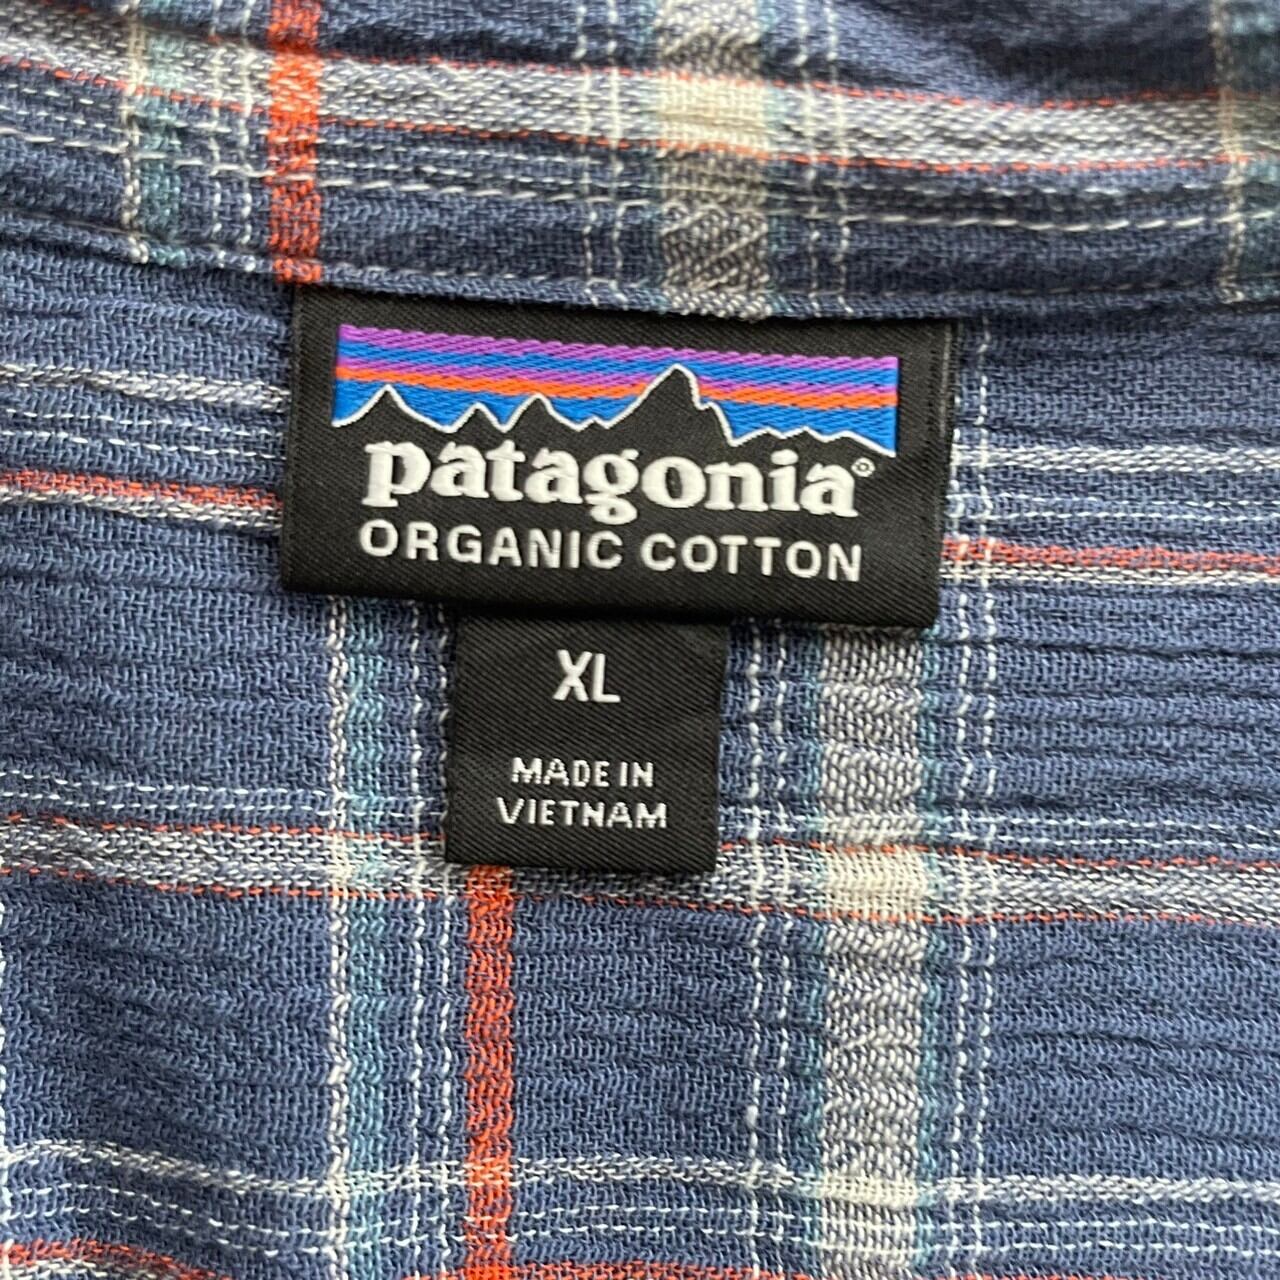 patagonia®
ORGANIC COTTON
XL
MADE IN
VIETNAM